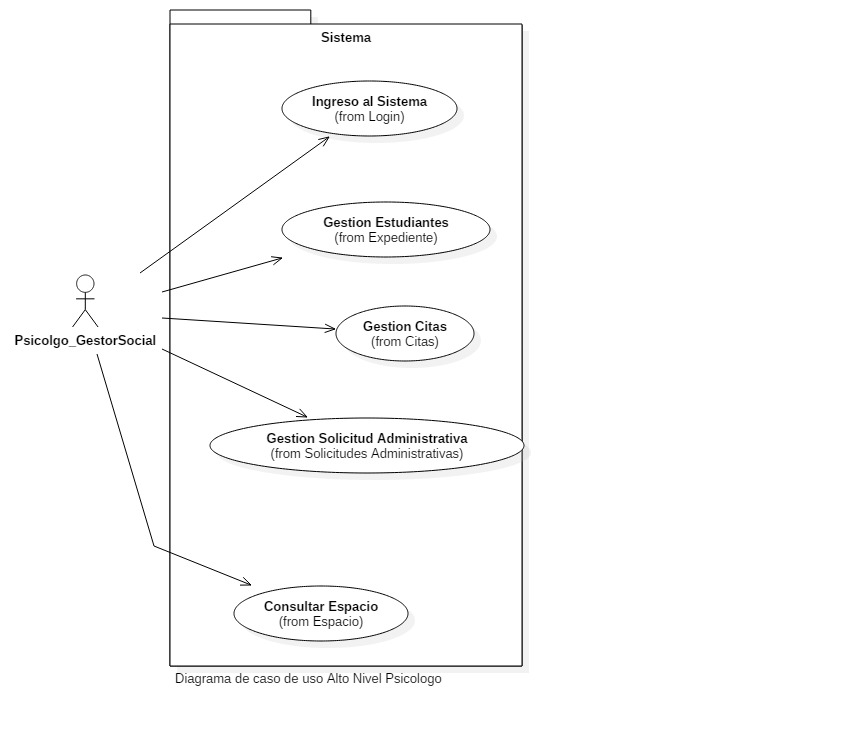 Sistema
Ingreso al Sistema
(from Login)
Gestion Estudiantes
(from Expediente)
Gestion Citas
(from Citas)
Psicolgo_GestorSocial
Gestion Solicitud Administrativa
(from Solicitudes Administrativas)
Consultar Espacio
(from Espacio)
Diagrama de caso de uso Alto Nivel Psicologo